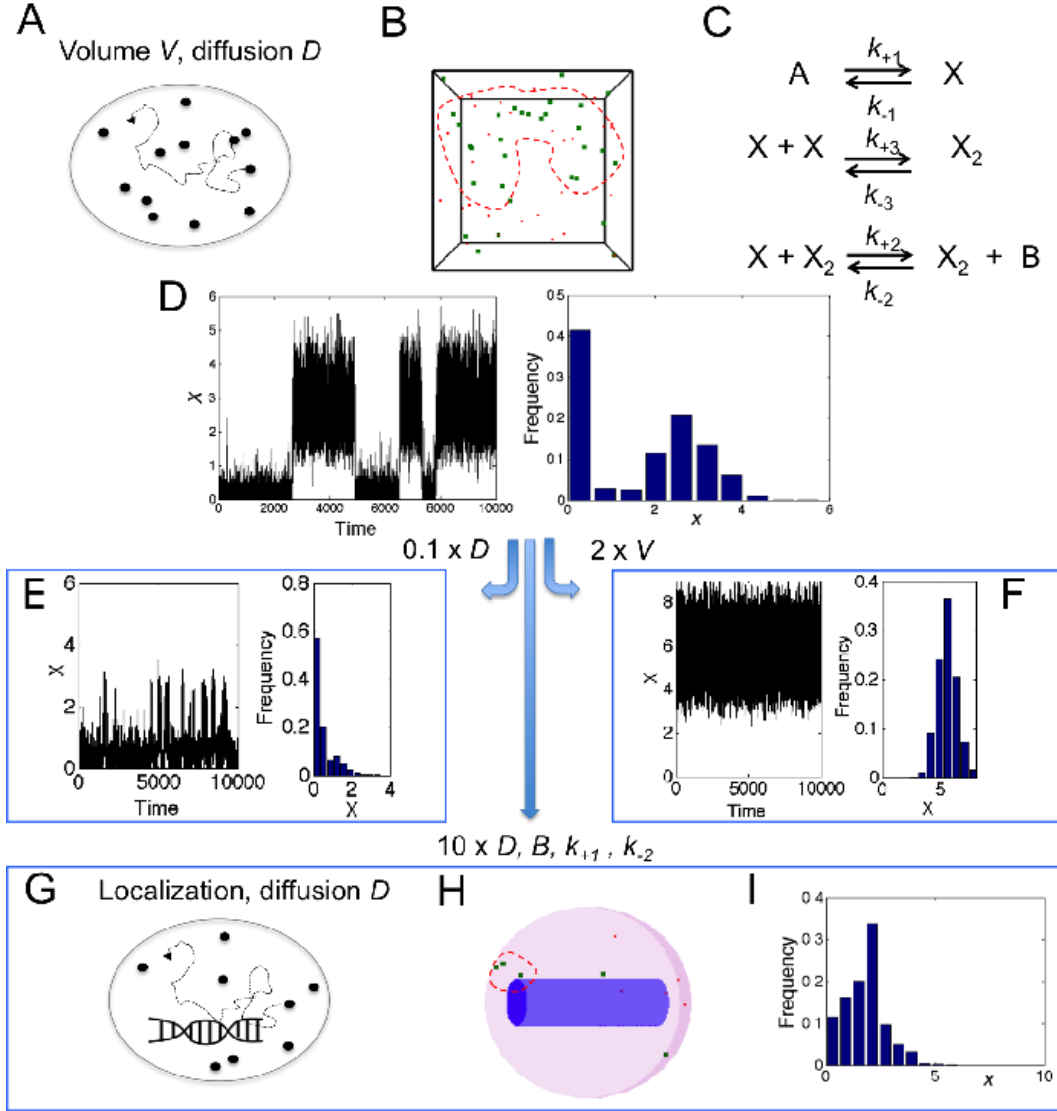 A
Volume V, diffusion D
B
C
A k+1 k-1 X
X + X k+3 k-3 X2
X + X2 k+2 k-2 X2 + B
D
X
6
5
4
3
2
1
0
0 2000 4000 6000 8000 10000
Time
Frequency
0.5
0.4
0.3
0.2
0.1
0
0 2 4 6
x
0.1 x D
2 x V
E
X
6
4
2
0
0 5000 10000
Time
Frequency
0.8
0.6
0.4
0.2
0.0
0 2 4
X
F
X
8
6
4
2
0
0 5000 10000
Time
Frequency
0.4
0.3
0.2
0.1
0.0
5
X
10 x D, B, k+1 , k-2
G
Localization, diffusion D
H
I
Frequency
0.4
0.3
0.2
0.1
0
0 5 10
x